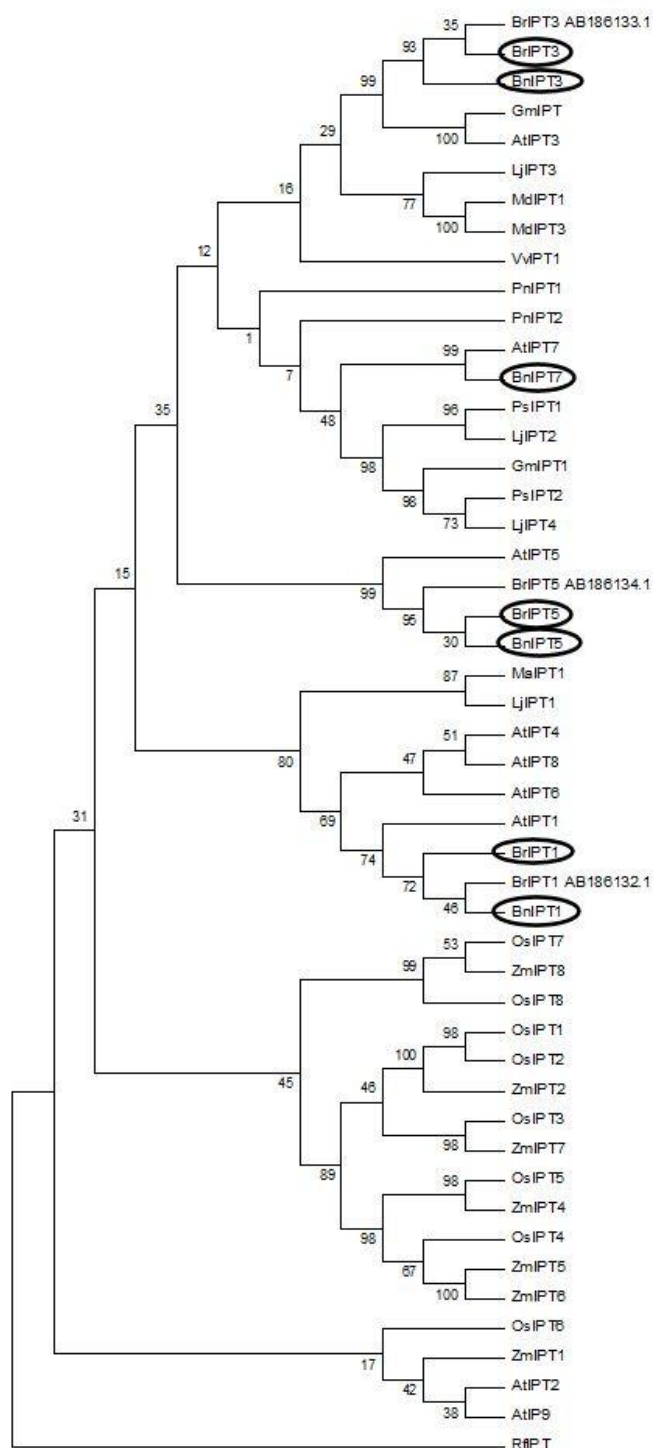 35
BrIPT3 AB186133.1
93
BrIPT3
BnIPT3
99
GmIPT
100
AtIPT3
29
LjIPT3
77
MdIPT1
100
MdIPT3
16
VvIPT1
12
PnIPT1
1
PnIPT2
7
99
AtIPT7
BnIPT7
48
96
PsIPT1
LjIPT2
98
GmIPT1
98
PsIPT2
73
LjIPT4
35
AtIPT5
99
BrIPT5 AB186134.1
95
BrIPT5
30
BnIPT5
15
87
MaIPT1
LjIPT1
80
51
AtIPT4
AtIPT8
47
AtIPT6
69
AtIPT1
74
BrIPT1
72
BrIPT1 AB186132.1
46
BnIPT1
31
53
OsIPT7
ZmIPT8
99
OsIPT8
45
98
OsIPT1
OsIPT2
100
ZmIPT2
46
OsIPT3
98
ZmIPT7
89
98
OsIPT5
ZmIPT4
98
OsIPT4
67
ZmIPT5
100
ZmIPT6
OsIPT6
17
ZmIPT1
42
AtIPT2
38
AtIP9